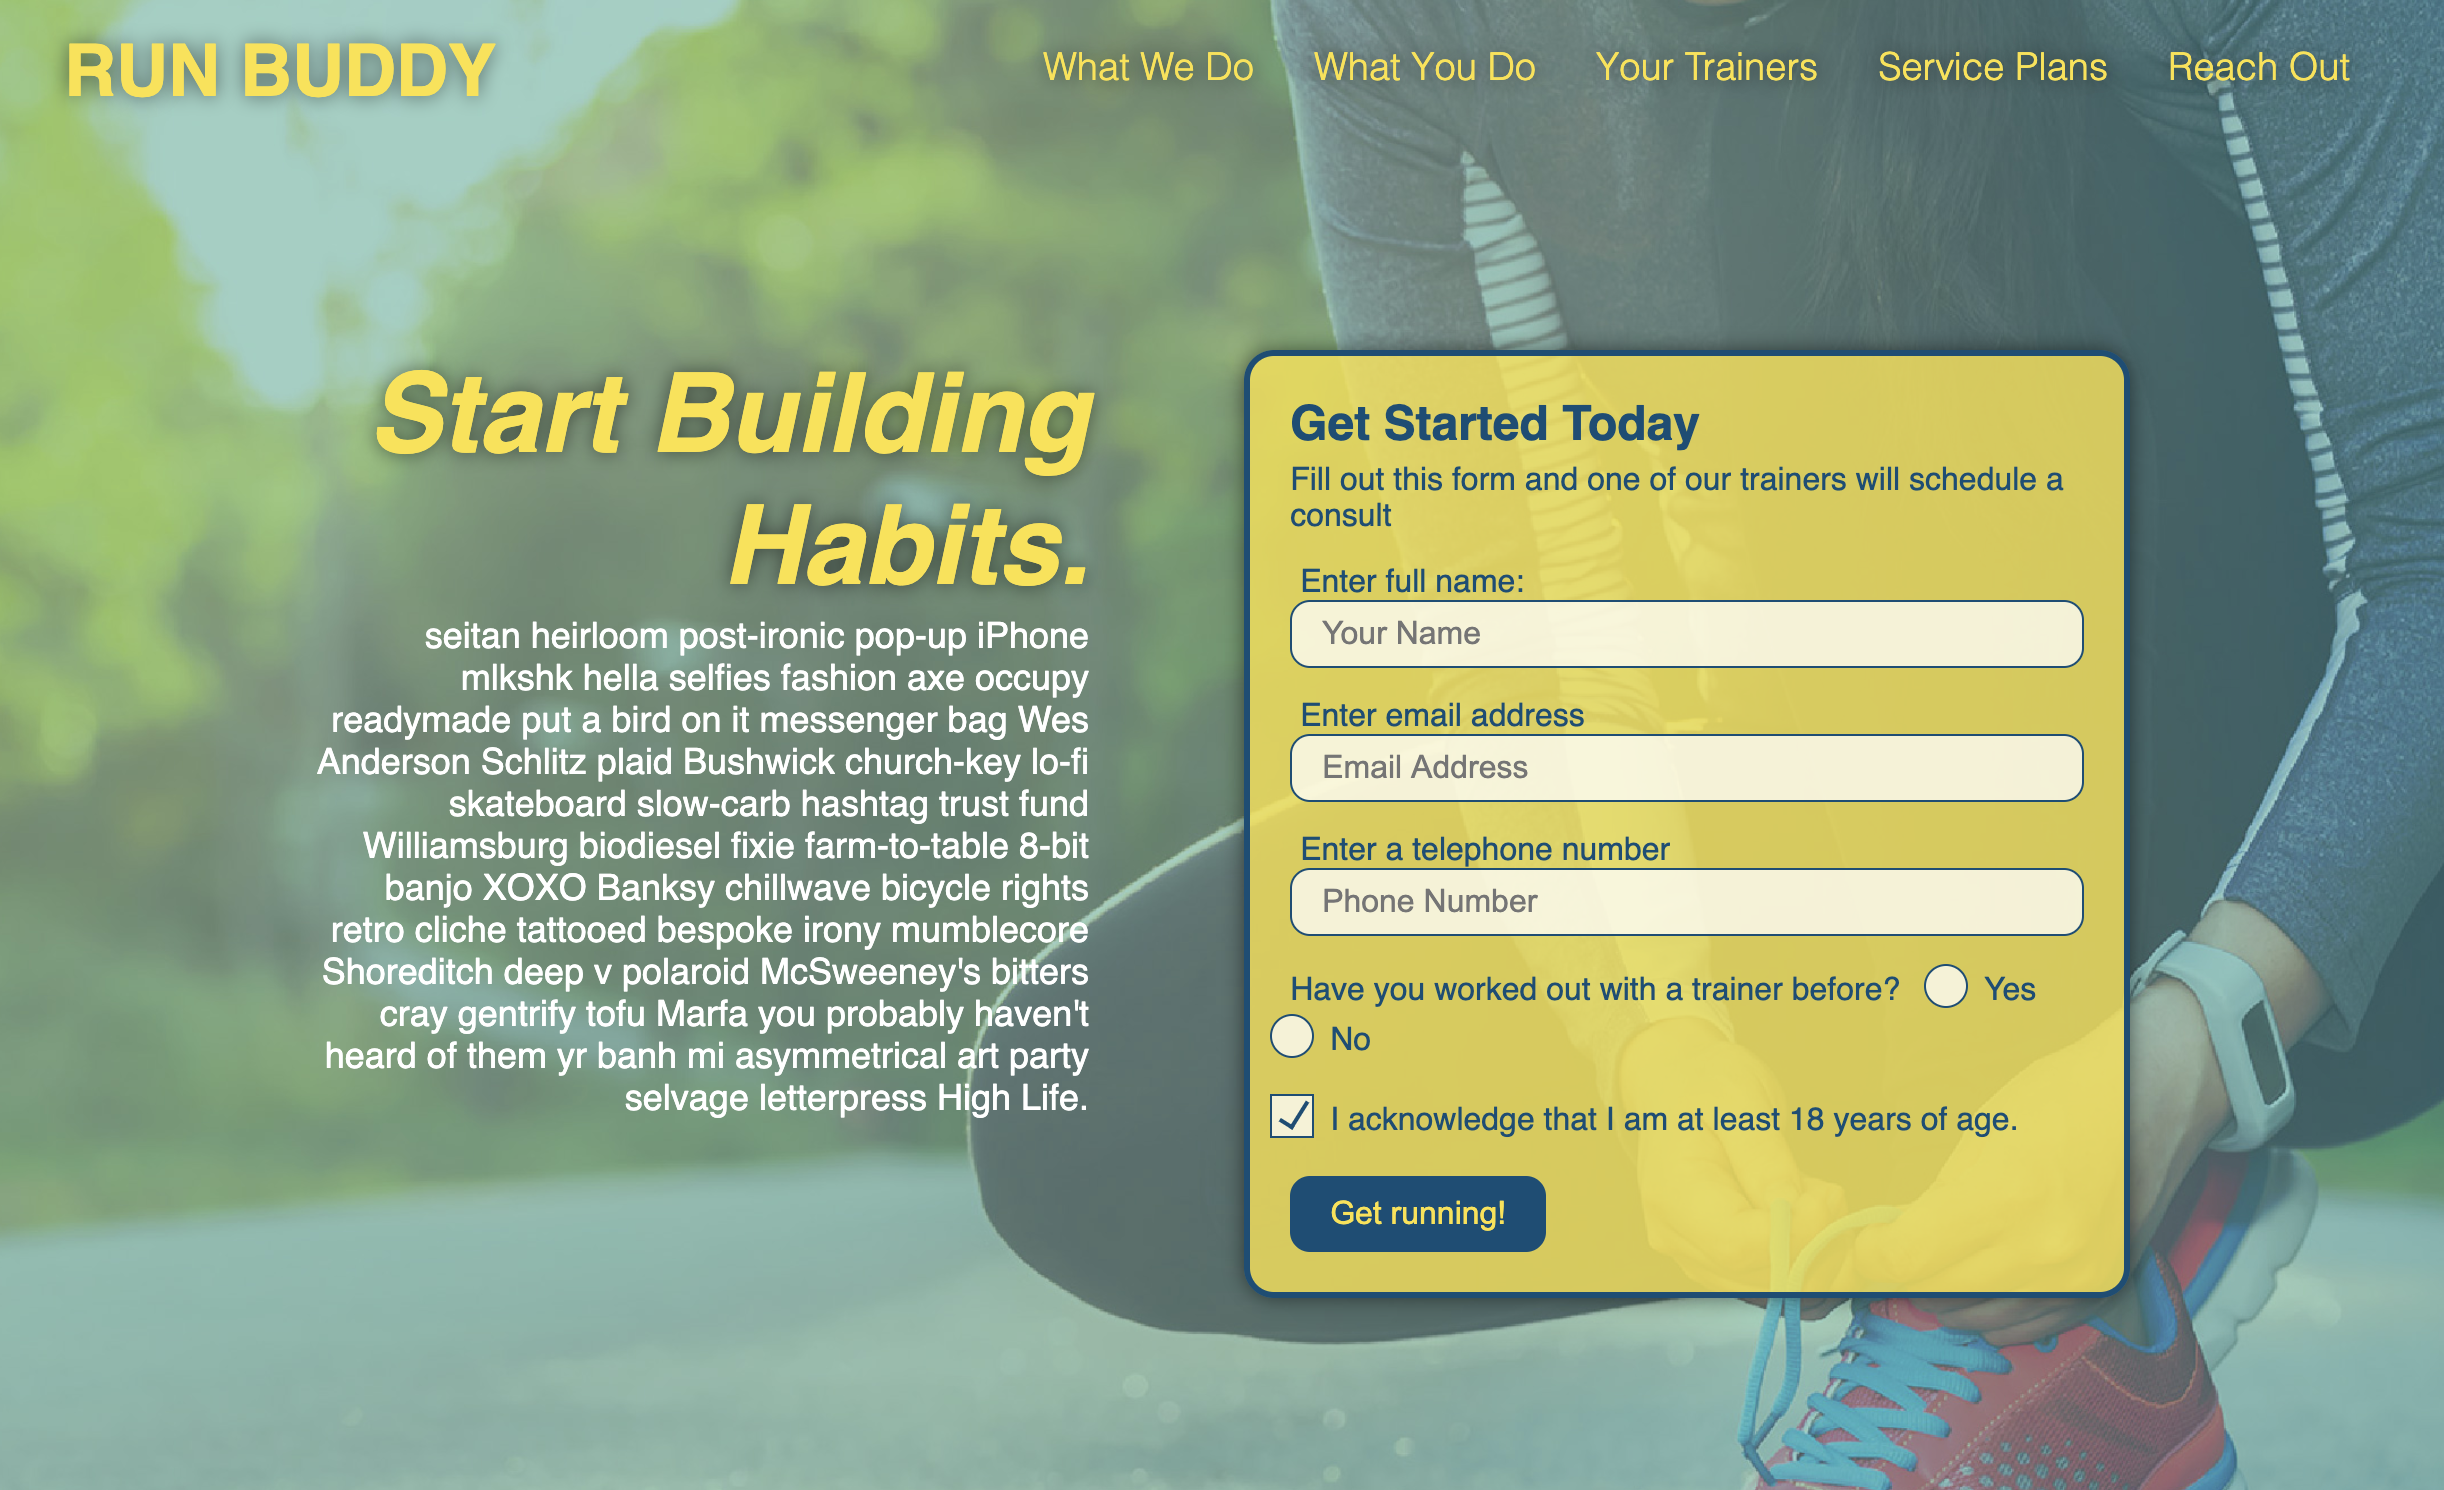 RUN BUDDY
What We Do
What You Do
Your Trainers
Service Plans
Reach Out
Start Building
Habits.
seitan heirloom post-ironic pop-up iPhone
mlkshk hella selfies fashion axe occupy
readymade put a bird on it messenger bag Wes
Anderson Schlitz plaid Bushwick church-key lo-fi
skateboard slow-carb hashtag trust fund
Williamsburg biodiesel fixie farm-to-table 8-bit
banjo XOXO Banksy chillwave bicycle rights
retro cliche tattooed bespoke irony mumblecore
Shoreditch deep v polaroid McSweeney's bitters
cray gentrify tofu Marfa you probably haven't
heard of them yr banh mi asymmetrical art party
selvage letterpress High Life.
Get Started Today
Fill out this form and one of our trainers will schedule a
consult
Enter full name:
Your Name
Enter email address
Email Address
Enter a telephone number
Phone Number
Have you worked out with a trainer before? Yes
No
I acknowledge that I am at least 18 years of age.
Get running!